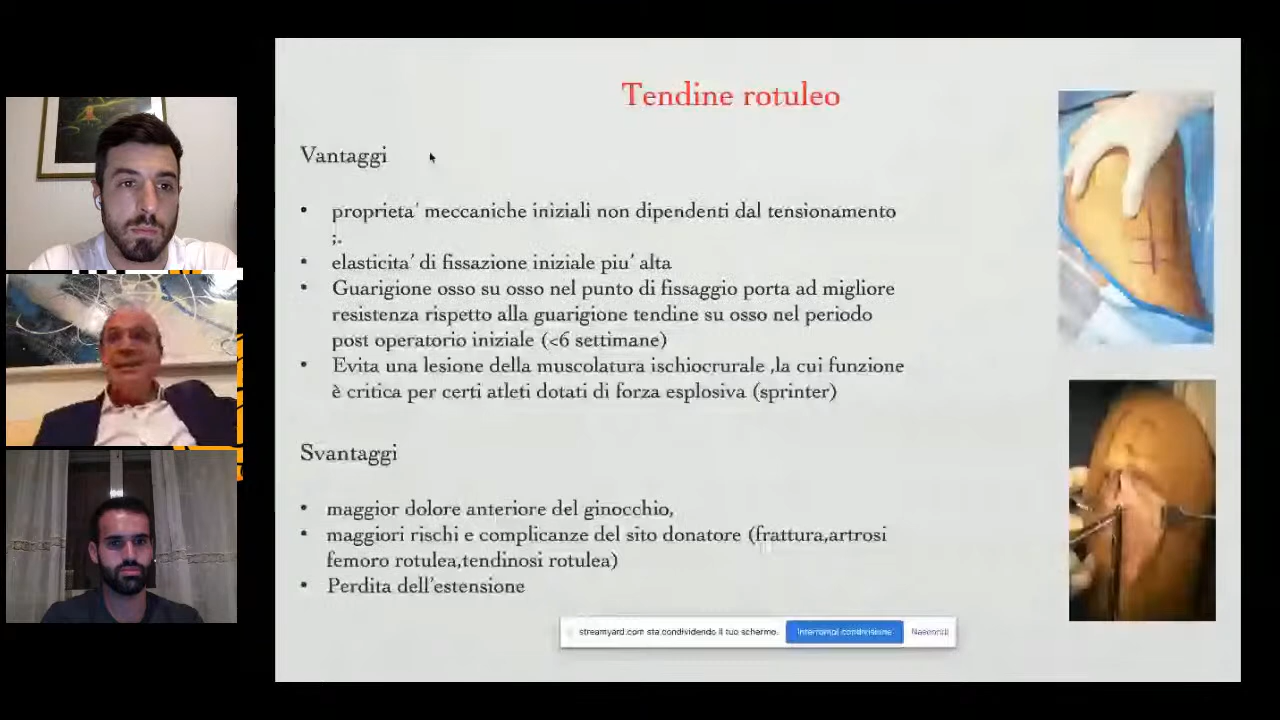 Tendine rotuleo
Vantaggi
• proprieta' meccaniche iniziali non dipendenti dal tensionamento
;.
• elasticita' di fissazione iniziale piu' alta
• Guarigione osso su osso nel punto di fissaggio porta ad migliore
resistenza rispetto alla guarigione tendine su osso nel periodo
post operatorio iniziale (<6 settimane)
• Evita una lesione della muscolatura ischiocrurale ,la cui funzione
è critica per certi atleti dotati di forza esplosiva (sprinter)
Svantaggi
• maggior dolore anteriore del ginocchio,
• maggiori rischi e complicanze del sito donatore (frattura,artrosi
femoro rotulea,tendinosi rotulea)
• Perdita dell'estensione
streamyard.com sta condividendo il tuo schermo. Interrompi condivisione Nascondi